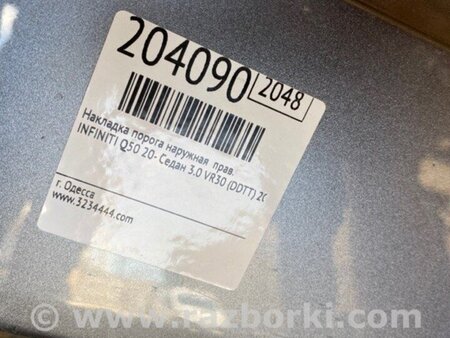 204090 2048
Накладка порога наружная прав.
INFINITI Q50 20- Седан 3.0 VR30 (DDTT) 20
г. Одесса
www.3234444.com
© www.razborki.com